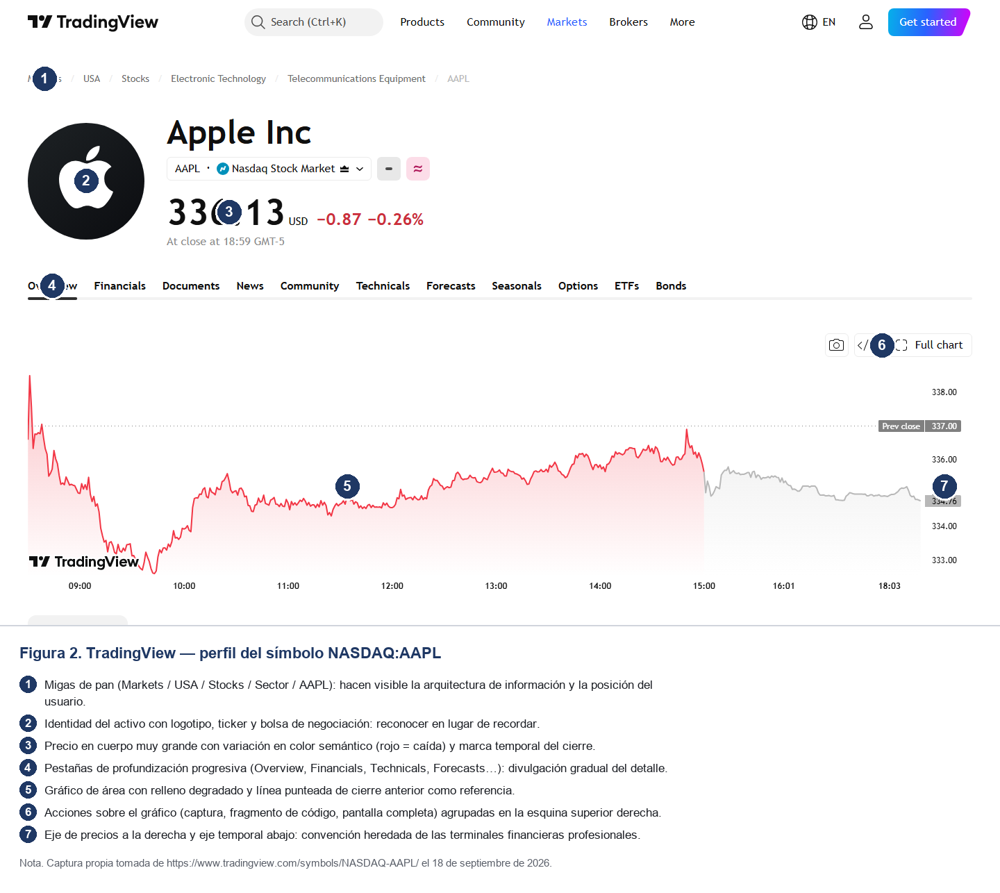 TradingView
Search (Ctrl+K)
Products
Community
Markets
Brokers
More
EN
Get started
1
/ USA / Stocks / Electronic Technology / Telecommunications Equipment / AAPL
2
Apple Inc
AAPL · Nasdaq Stock Market
3
USD −0.87 −0.26%
At close at 18:59 GMT-5
4
Financials Documents News Community Technicals Forecasts Seasonals Options ETFs Bonds
</>
6
Full chart
338.00
Prev close 337.00
336.00
5
7
334.76
334.00
333.00
TradingView
09:00 10:00 11:00 12:00 13:00 14:00 15:00 16:01 18:03
Figura 2. TradingView — perfil del símbolo NASDAQ:AAPL
1 Migas de pan (Markets / USA / Stocks / Sector / AAPL): hacen visible la arquitectura de información y la posición del
usuario.
2 Identidad del activo con logotipo, ticker y bolsa de negociación: reconocer en lugar de recordar.
3 Precio en cuerpo muy grande con variación en color semántico (rojo = caída) y marca temporal del cierre.
4 Pestañas de profundización progresiva (Overview, Financials, Technicals, Forecasts…): divulgación gradual del detalle.
5 Gráfico de área con relleno degradado y línea punteada de cierre anterior como referencia.
6 Acciones sobre el gráfico (captura, fragmento de código, pantalla completa) agrupadas en la esquina superior derecha.
7 Eje de precios a la derecha y eje temporal abajo: convención heredada de las terminales financieras profesionales.
Nota. Captura propia tomada de https://www.tradingview.com/symbols/NASDAQ-AAPL/ el 18 de septiembre de 2026.